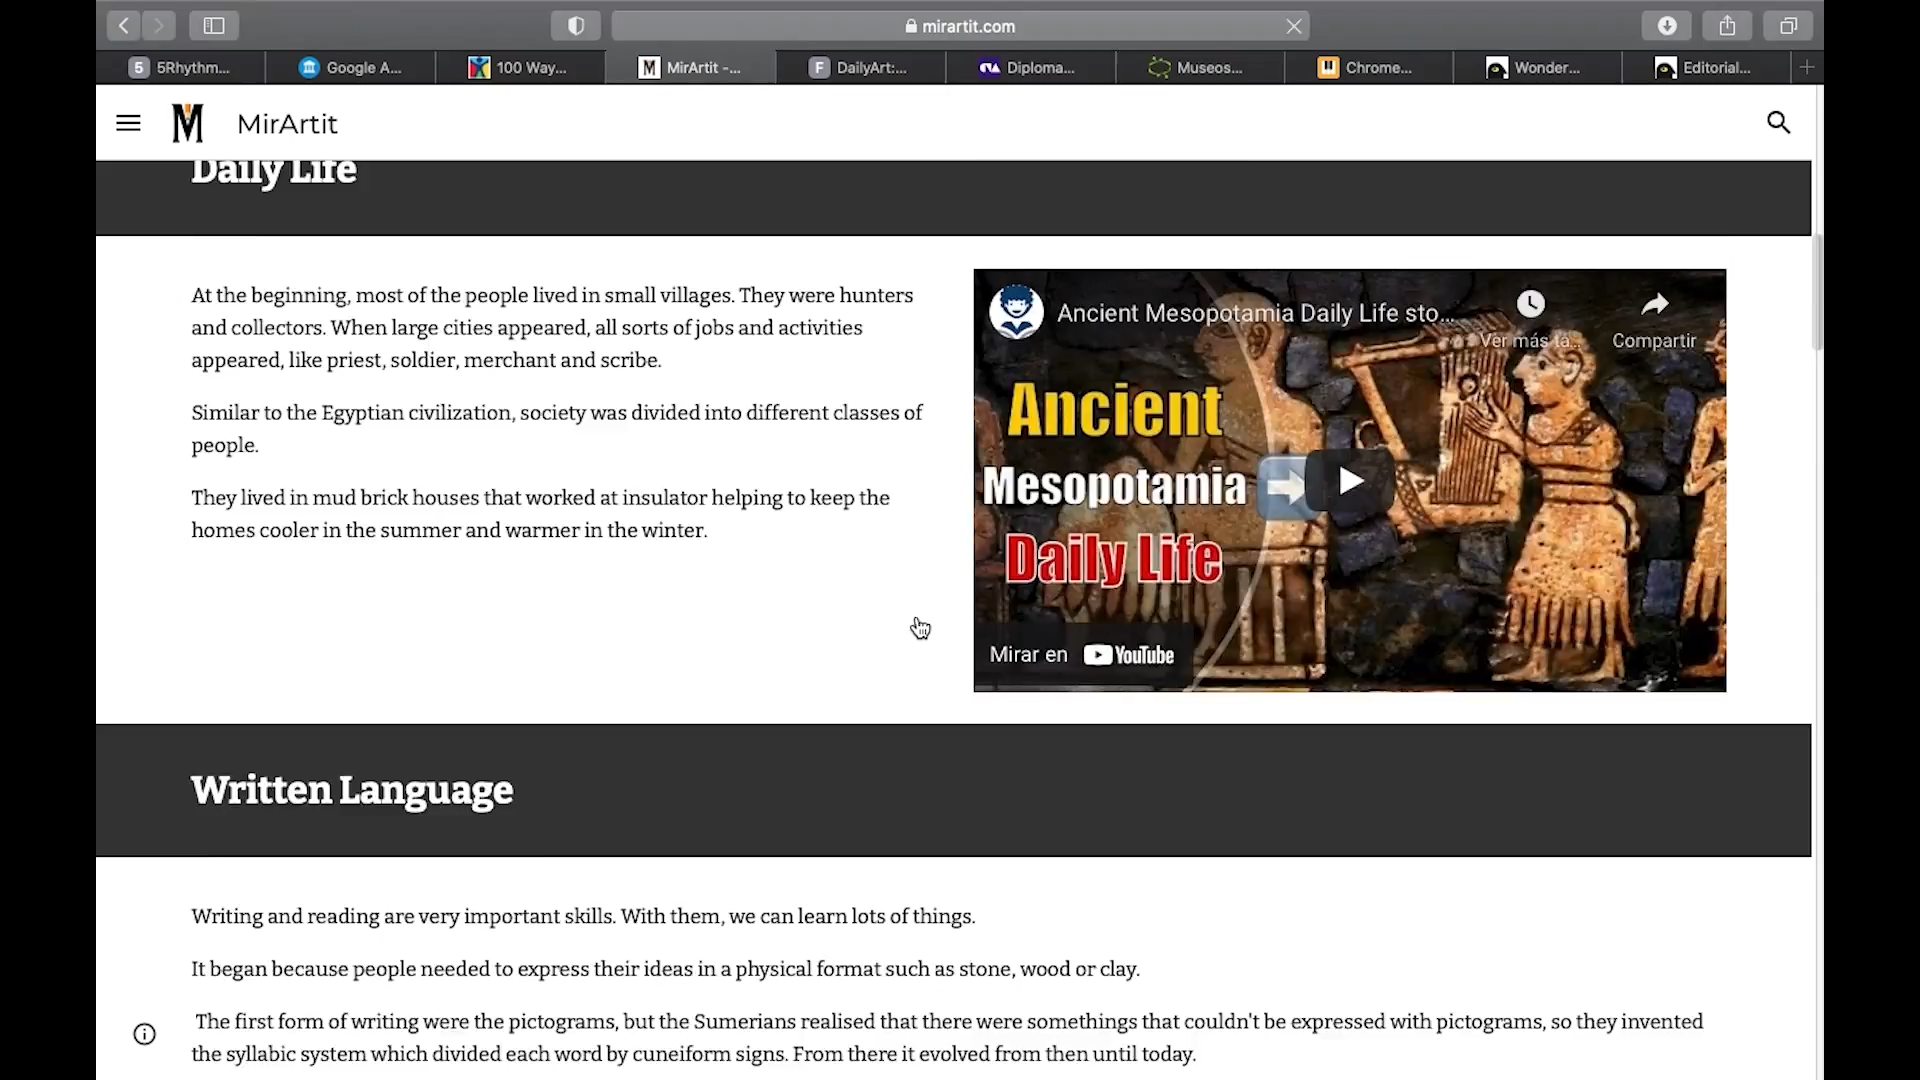 mirartit.com
5 5Rhythm...
Google A...
100 Way...
M MirArtit -...
F DailyArt:...
Diploma...
Museos...
Chrome...
Wonder...
Editorial...
M MirArtit
Daily Life
At the beginning, most of the people lived in small villages. They were hunters
and collectors. When large cities appeared, all sorts of jobs and activities
appeared, like priest, soldier, merchant and scribe.
Similar to the Egyptian civilization, society was divided into different classes of
people.
They lived in mud brick houses that worked at insulator helping to keep the
homes cooler in the summer and warmer in the winter.
Ancient Mesopotamia Daily Life sto...
Ver más ta...
Compartir
Ancient
Mesopotamia
Daily Life
Mirar en YouTube
Written Language
Writing and reading are very important skills. With them, we can learn lots of things.
It began because people needed to express their ideas in a physical format such as stone, wood or clay.
The first form of writing were the pictograms, but the Sumerians realised that there were somethings that couldn't be expressed with pictograms, so they invented
the syllabic system which divided each word by cuneiform signs. From there it evolved from then until today.